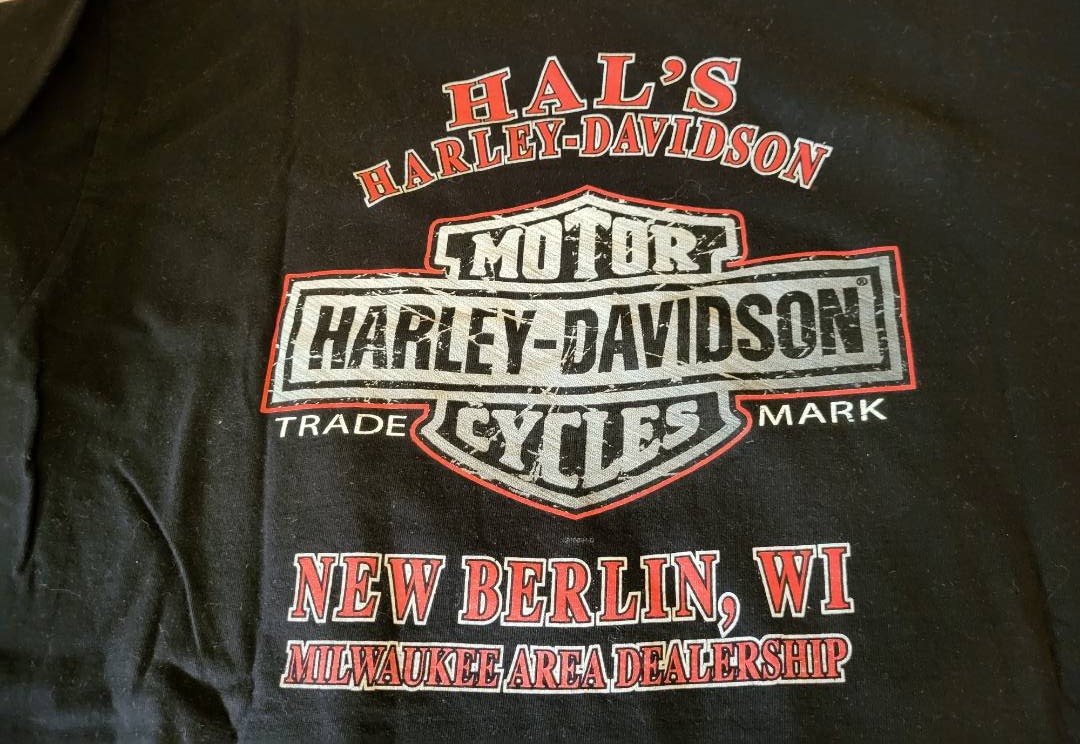 HAL'S
HARLEY-DAVIDSON
MOTOR
HARLEY-DAVIDSON®
TRADE MARK
CYCLES
NEW BERLIN, WI
MILWAUKEE AREA DEALERSHIP